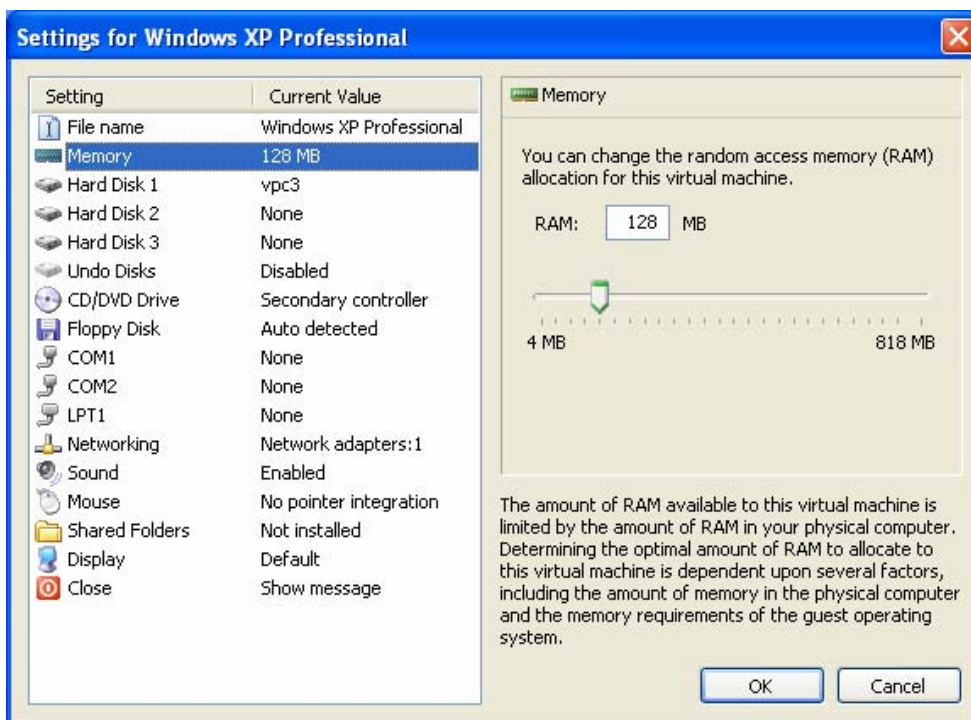 Settings for Windows XP Professional
Setting Current Value
File name Windows XP Professional
Memory 128 MB
Hard Disk 1 vpc3
Hard Disk 2 None
Hard Disk 3 None
Undo Disks Disabled
CD/DVD Drive Secondary controller
Floppy Disk Auto detected
COM1 None
COM2 None
LPT1 None
Networking Network adapters:1
Sound Enabled
Mouse No pointer integration
Shared Folders Not installed
Display Default
Close Show message
Memory
You can change the random access memory (RAM)
allocation for this virtual machine.
RAM: 128 MB
4 MB 818 MB
The amount of RAM available to this virtual machine is
limited by the amount of RAM in your physical computer.
Determining the optimal amount of RAM to allocate to
this virtual machine is dependent upon several factors,
including the amount of memory in the physical computer
and the memory requirements of the guest operating
system.
OK Cancel